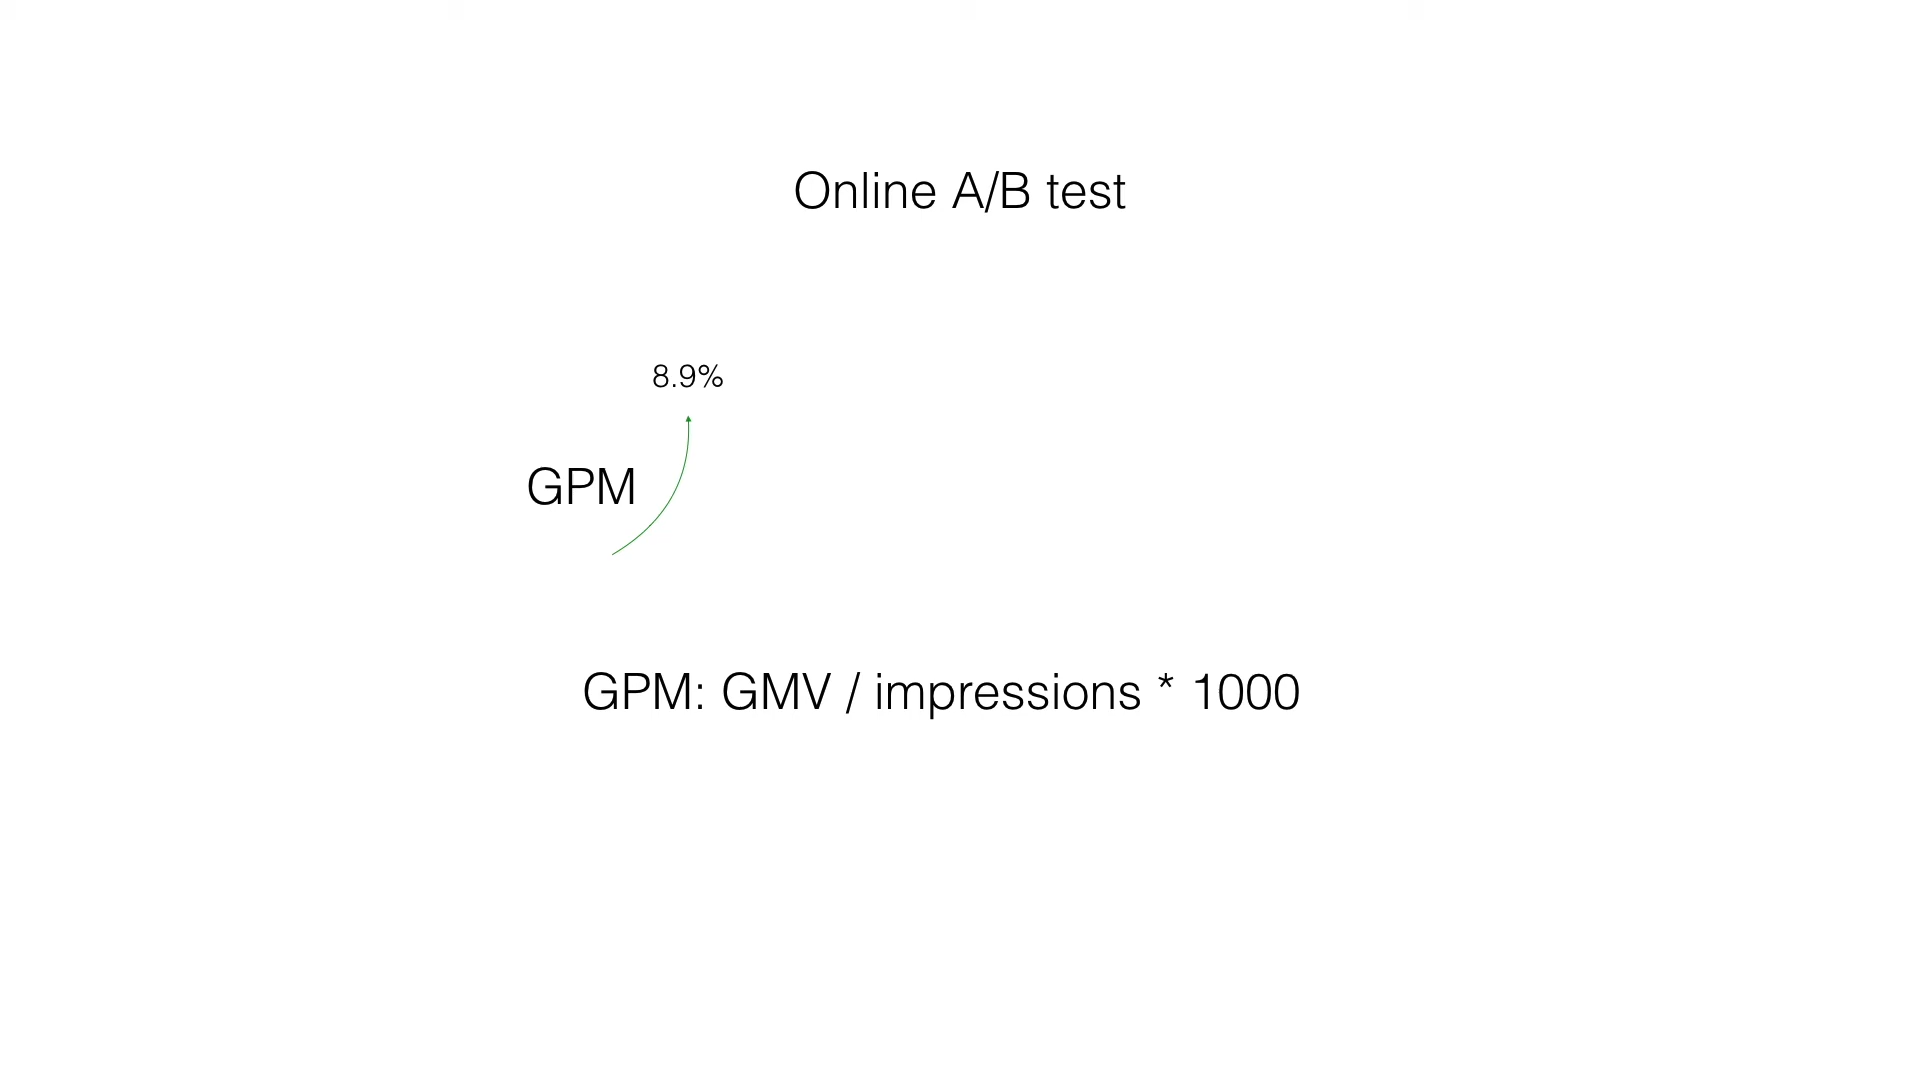 Online A/B test
8.9%
GPM
GPM: GMV / impressions * 1000